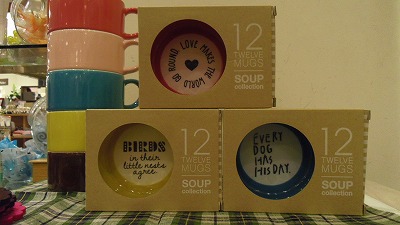 LOVE MAKES THE WORLD GO ROUND
12
TWELVE
MUGS
SOUP
collection
BIRDS
in their
little nests
agree.
12
TWELVE
MUGS
SOUP
collection
EVERY
DOG
HAS
HIS DAY.
12
TWELVE
MUGS
SOUP
collection